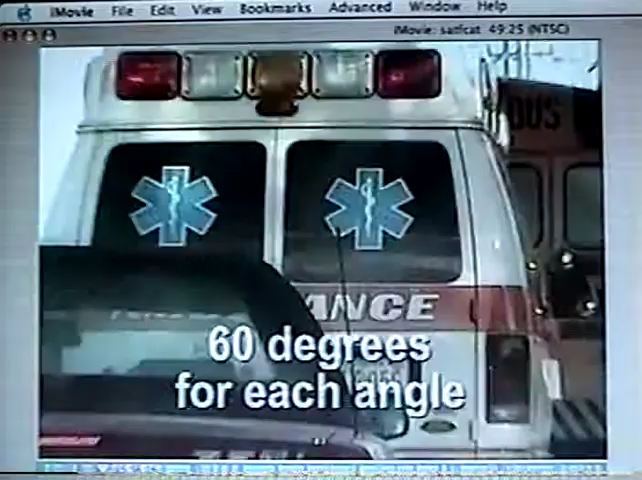 iMovie File Edit View Bookmarks Advanced Window Help
iMovie: satfcat 49:25 (NTSC)
BUS
ANCE
60 degrees
for each angle